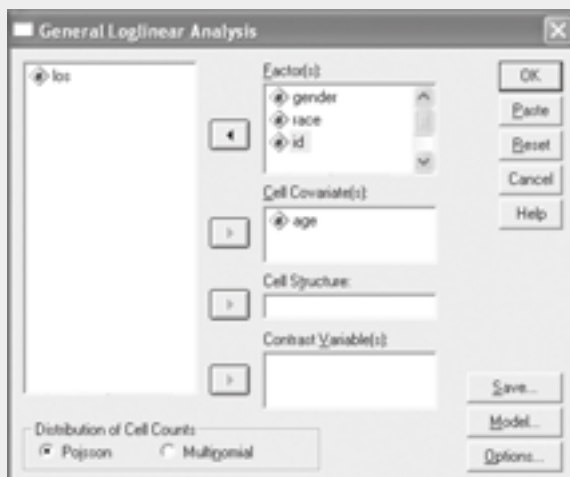 General Loglinear Analysis
los
Factor(s):
gender
race
id
Cell Covariate(s):
age
Cell Structure:
Contrast Variable(s):
Distribution of Cell Counts
Poisson
Multinomial
OK
Paste
Reset
Cancel
Help
Save...
Model...
Options...